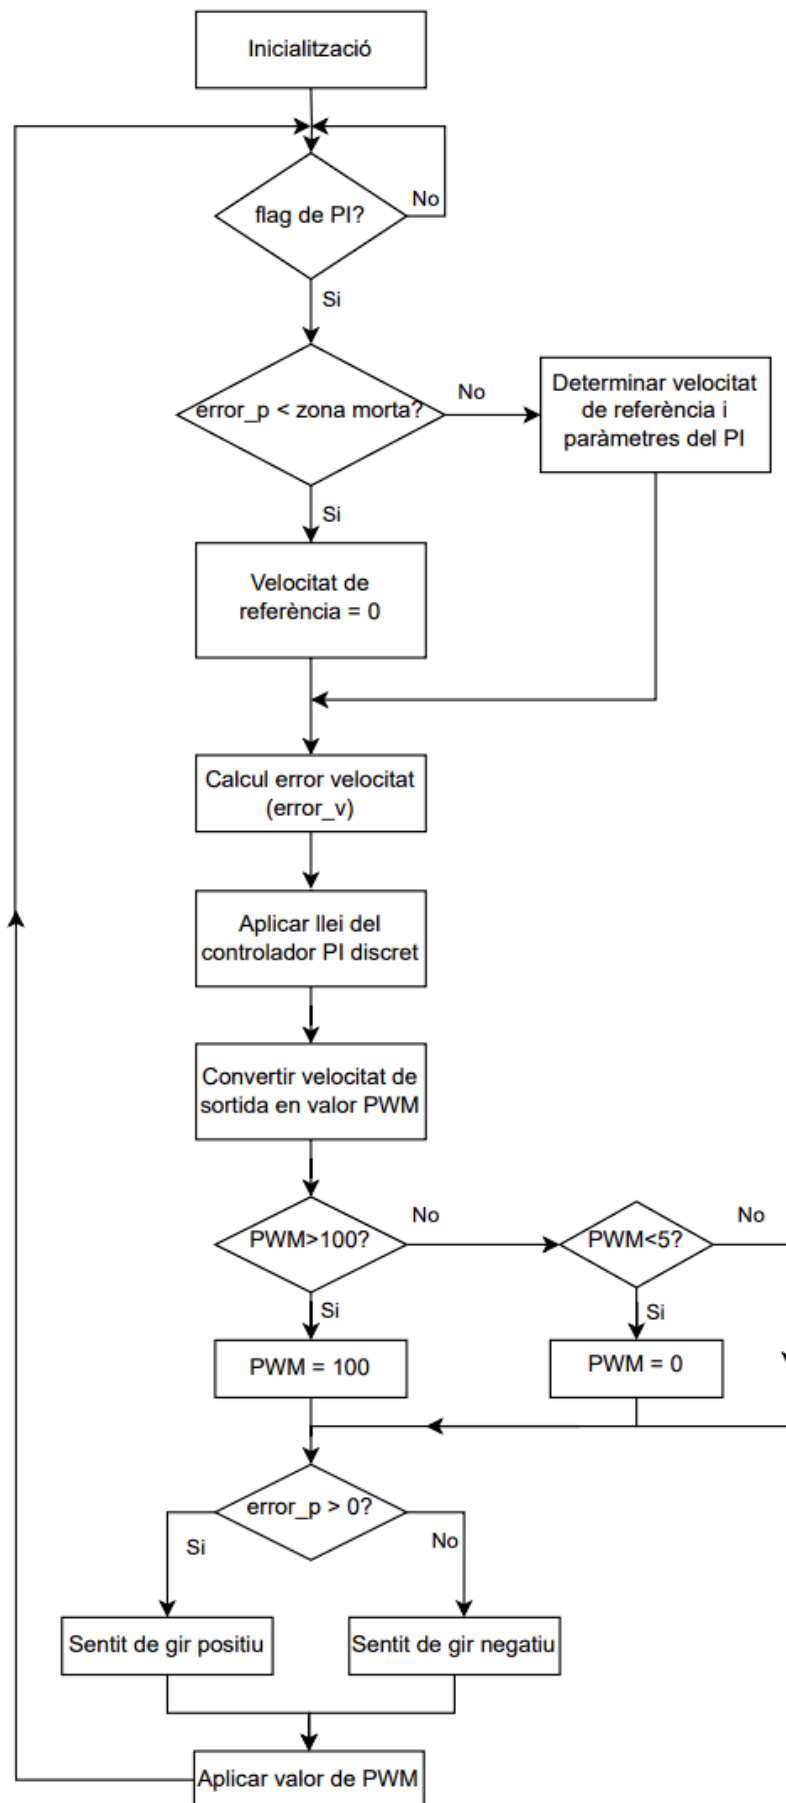 Inicialització
flag de PI?
No
Si
error_p < zona morta?
No
Determinar velocitat
de referència i
paràmetres del PI
Si
Velocitat de
referència = 0
Calcul error velocitat
(error_v)
Aplicar llei del
controlador PI discret
Convertir velocitat de
sortida en valor PWM
PWM>100?
No
PWM<5?
No
Si
Si
PWM = 100
PWM = 0
error_p > 0?
Si
No
Sentit de gir positiu
Sentit de gir negatiu
Aplicar valor de PWM